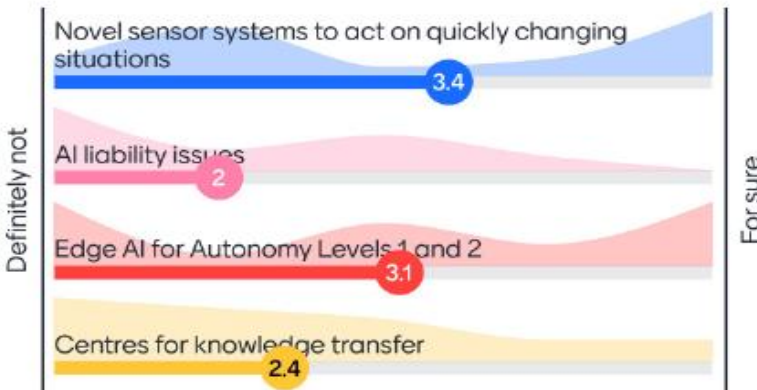 Novel sensor systems to act on quickly changing
situations
3.4
AI liability issues
2
Edge AI for Autonomy Levels 1 and 2
3.1
Centres for knowledge transfer
2.4
Definitely not
For sure